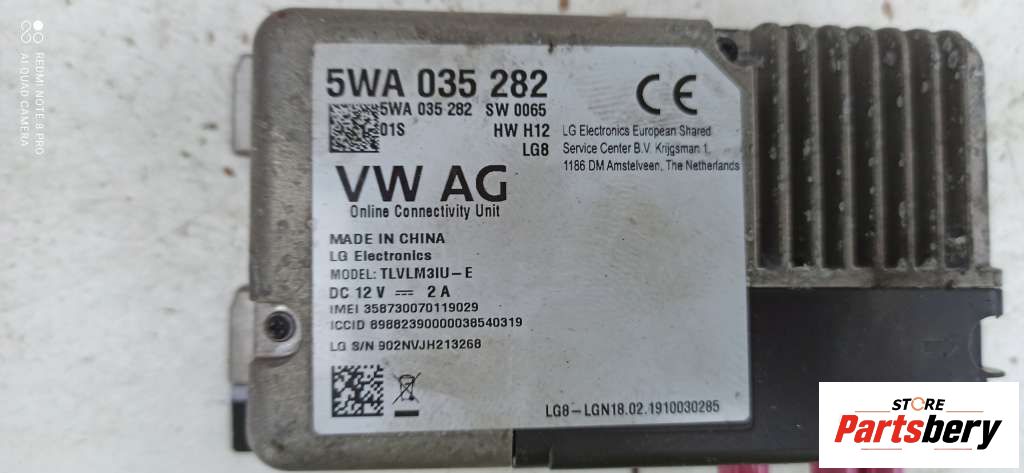 5WA 035 282
5WA 035 282 SW 0065
01S HW H12
LG8
LG Electronics European Shared
Service Center B.V. Krijgsman 1,
1186 DM Amstelveen, The Netherlands
VW AG
Online Connectivity Unit
MADE IN CHINA
LG Electronics
MODEL: TLVLM3IU-E
DC 12 V 2 A
IMEI 358730070119029
ICCID 89882390000038540319
LG S/N 902NVJH213268
LG8-LGN18.02.1910030285
REDMI NOTE 8 PRO
AI QUAD CAMERA
STORE
Partsbery